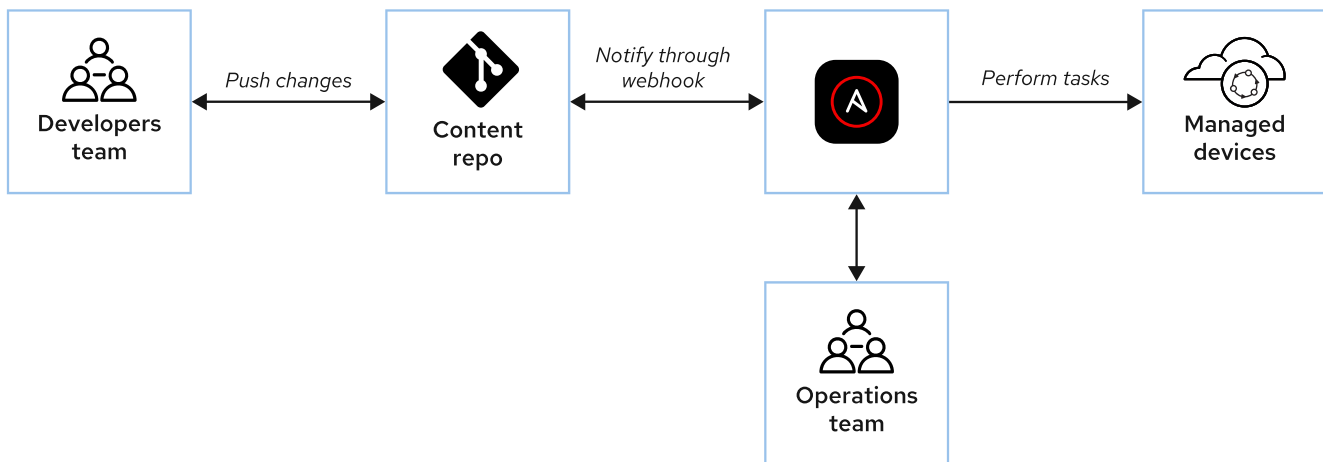 Developers
team
Push changes
Content
repo
Notify through
webhook
Perform tasks
Managed
devices
Operations
team